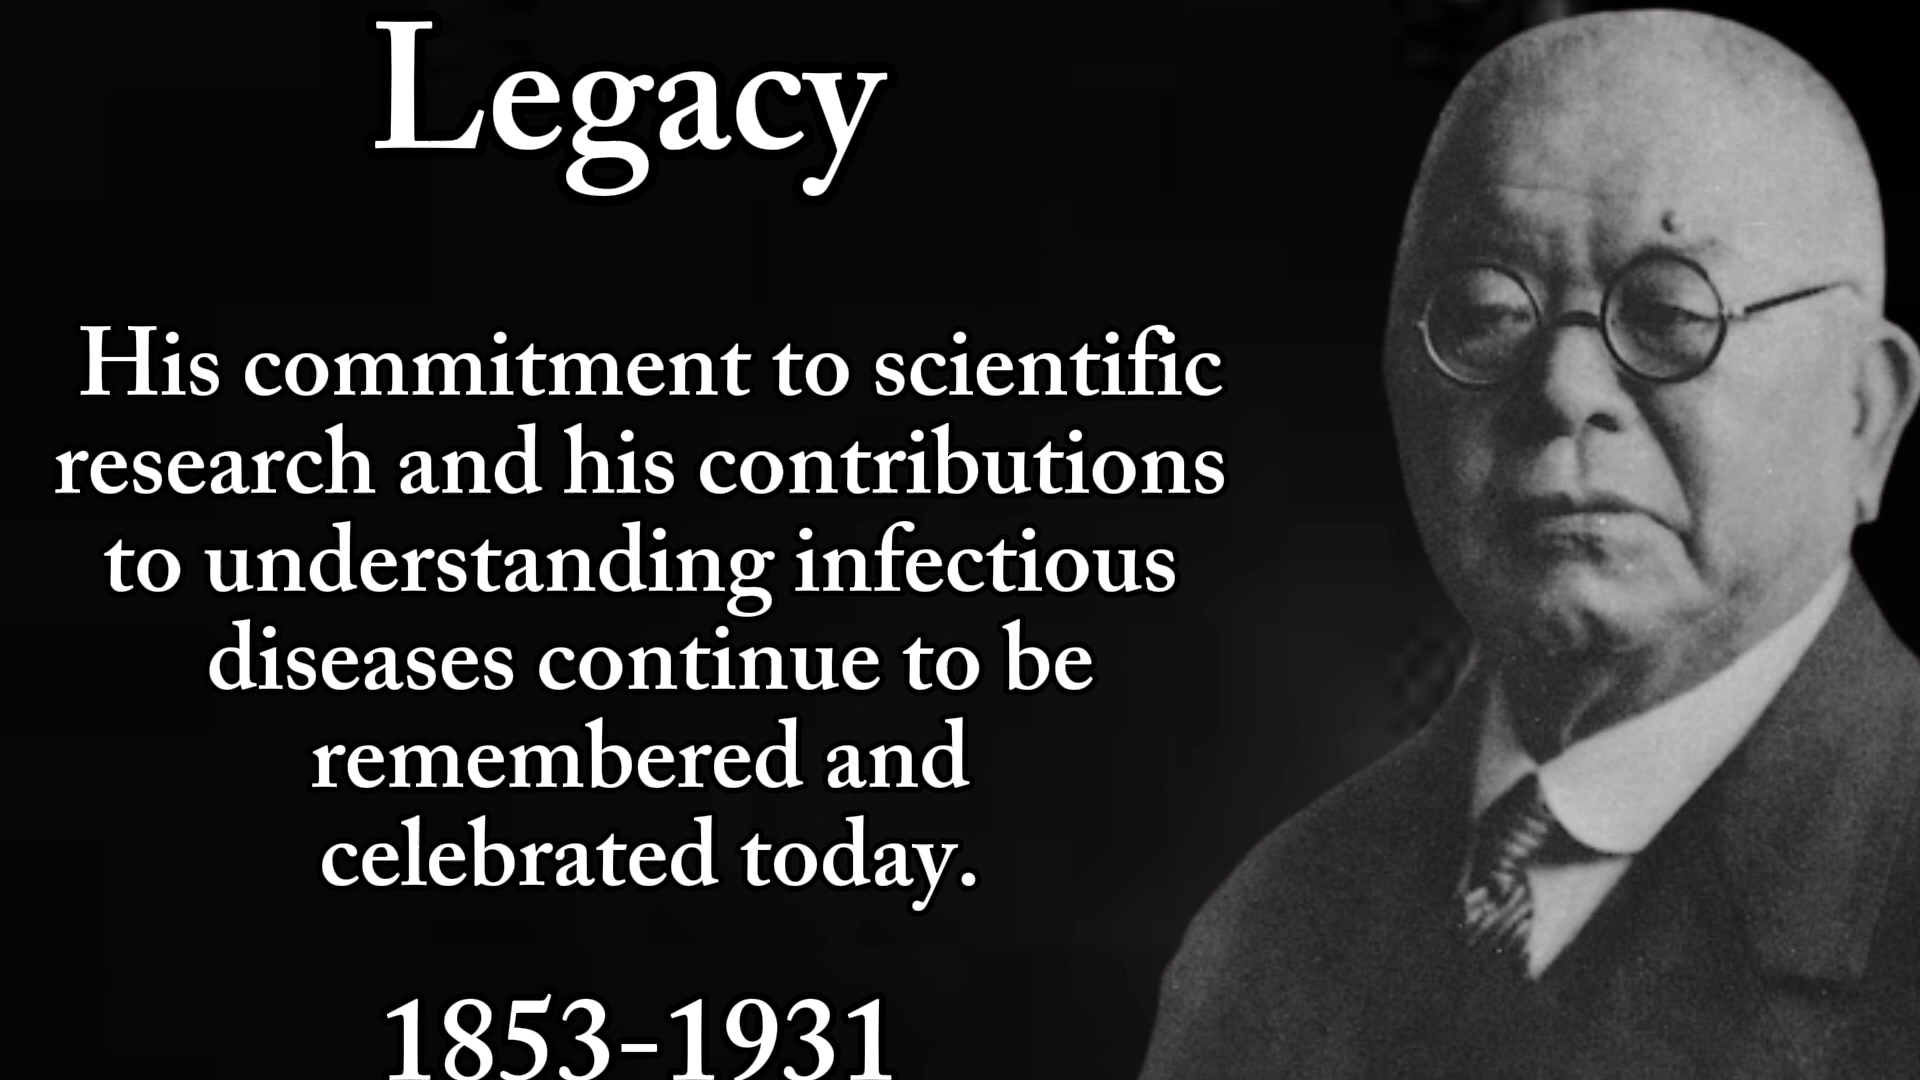 Legacy
His commitment to scientific
research and his contributions
to understanding infectious
diseases continue to be
remembered and
celebrated today.
1853-1931